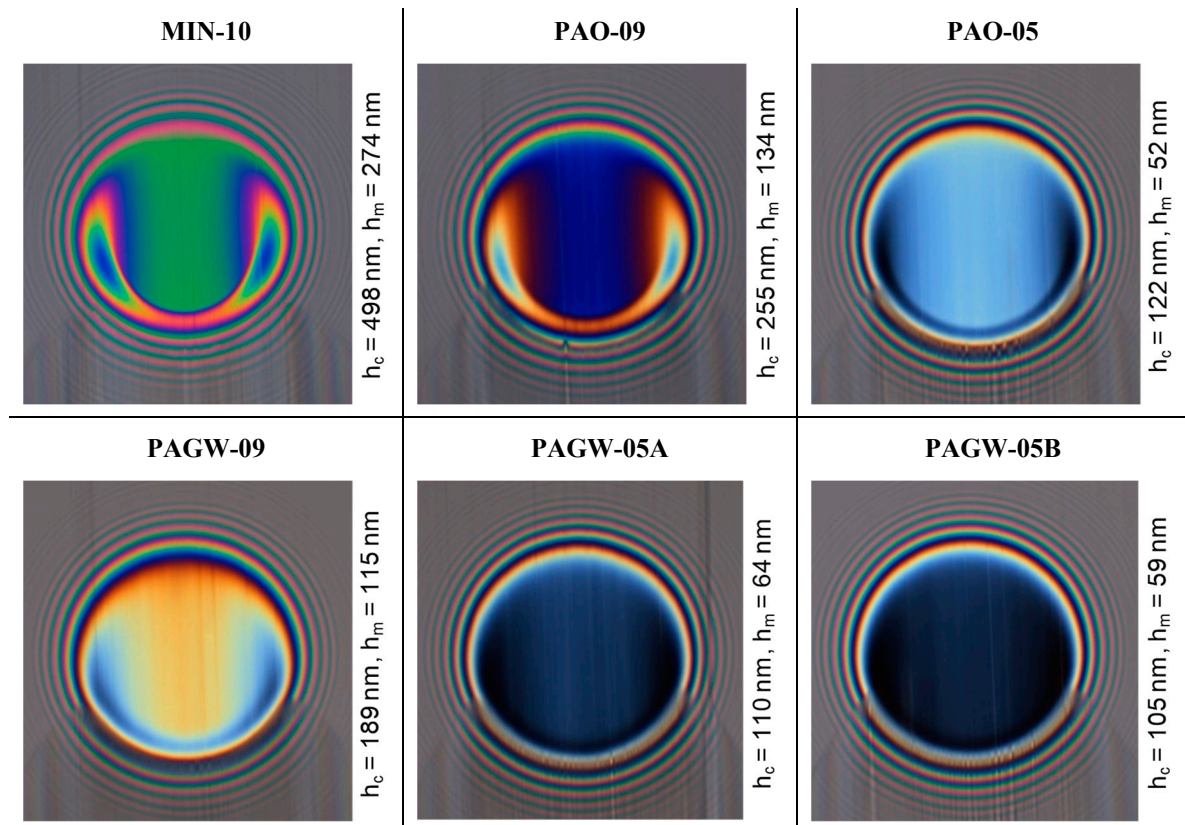 MIN-10
PAO-09
PAO-05
h_c = 498 nm, h_m = 274 nm
h_c = 255 nm, h_m = 134 nm
h_c = 122 nm, h_m = 52 nm
PAGW-09
PAGW-05A
PAGW-05B
h_c = 189 nm, h_m = 115 nm
h_c = 110 nm, h_m = 64 nm
h_c = 105 nm, h_m = 59 nm